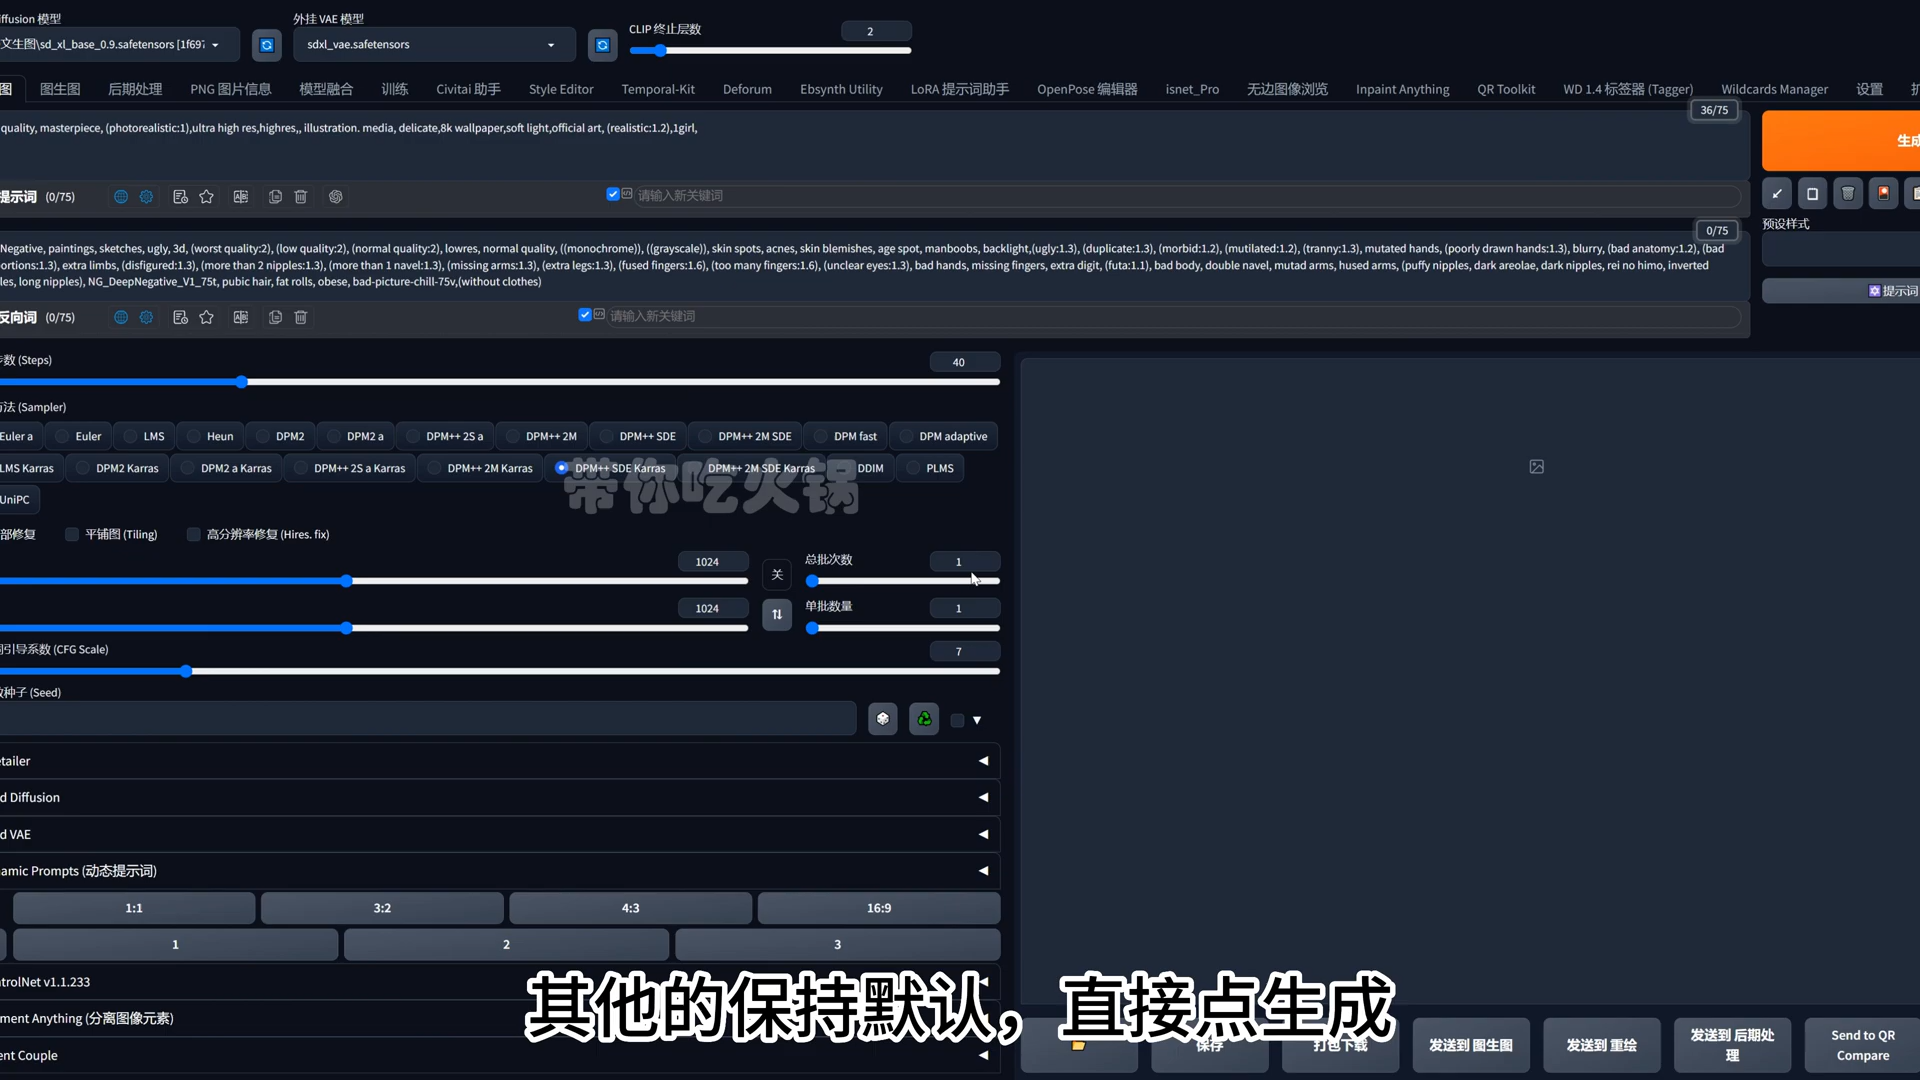 iffusion 模型
外挂 VAE 模型
CLIP 终止层数
2
文生图\sd_xl_base_0.9.safetensors [1f697
sdxl_vae.safetensors
图
图生图
后期处理
PNG 图片信息
模型融合
训练
Civitai 助手
Style Editor
Temporal-Kit
Deforum
Ebsynth Utility
LoRA 提示词助手
OpenPose 编辑器
isnet_Pro
无边图像浏览
Inpaint Anything
QR Toolkit
WD 1.4 标签器 (Tagger)
Wildcards Manager
设置
扩
36/75
quality, masterpiece, (photorealistic:1),ultra high res,highres,, illustration. media, delicate,8k wallpaper,soft light,official art, (realistic:1.2),1girl,
生成
提示词 (0/75)
请输入新关键词
预设样式
0/75
Negative, paintings, sketches, ugly, 3d, (worst quality:2), (low quality:2), (normal quality:2), lowres, normal quality, ((monochrome)), ((grayscale)), skin spots, acnes, skin blemishes, age spot, manboobs, backlight,(ugly:1.3), (duplicate:1.3), (morbid:1.2), (mutilated:1.2), (tranny:1.3), mutated hands, (poorly drawn hands:1.3), blurry, (bad anatomy:1.2), (bad
ortions:1.3), extra limbs, (disfigured:1.3), (more than 2 nipples:1.3), (more than 1 navel:1.3), (missing arms:1.3), (extra legs:1.3), (fused fingers:1.6), (too many fingers:1.6), (unclear eyes:1.3), bad hands, missing fingers, extra digit, (futa:1.1), bad body, double navel, mutad arms, hused arms, (puffy nipples, dark areolae, dark nipples, rei no himo, inverted
les, long nipples), NG_DeepNegative_V1_75t, pubic hair, fat rolls, obese, bad-picture-chill-75v,(without clothes)
提示词
反向词 (0/75)
请输入新关键词
步数 (Steps)
40
方法 (Sampler)
Euler a
Euler
LMS
Heun
DPM2
DPM2 a
DPM++ 2S a
DPM++ 2M
DPM++ SDE
DPM++ 2M SDE
DPM fast
DPM adaptive
LMS Karras
DPM2 Karras
DPM2 a Karras
DPM++ 2S a Karras
DPM++ 2M Karras
DPM++ SDE Karras
DPM++ 2M SDE Karras
DDIM
PLMS
带你吃火锅
UniPC
部修复
平铺图 (Tiling)
高分辨率修复 (Hires. fix)
1024
关
总批次数
1
1024
单批数量
1
词引导系数 (CFG Scale)
7
数种子 (Seed)
etailer
d Diffusion
d VAE
namic Prompts (动态提示词)
1:1
3:2
4:3
16:9
1
2
3
ntrolNet v1.1.233
ment Anything (分离图像元素)
ent Couple
其他的保持默认，直接点生成
保存
打包下载
发送到 图生图
发送到 重绘
发送到 后期处
理
Send to QR
Compare